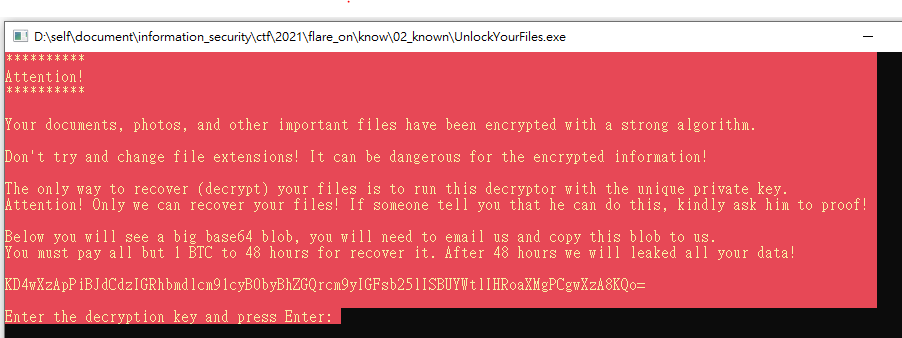 D:\self\document\information_security\ctf\2021\flare_on\know\02_known\UnlockYourFiles.exe
**********
Attention!
**********
Your documents, photos, and other important files have been encrypted with a strong algorithm.
Don't try and change file extensions! It can be dangerous for the encrypted information!
The only way to recover (decrypt) your files is to run this decryptor with the unique private key.
Attention! Only we can recover your files! If someone tell you that he can do this, kindly ask him to proof!
Below you will see a big base64 blob, you will need to email us and copy this blob to us.
You must pay all but 1 BTC to 48 hours for recover it. After 48 hours we will leaked all your data!
KD4wXzApPiBJdCdzIGRhbmdlcm91cyB0byBhZGQrcm9yIGFsb25lISBUYWtlIHRoaXMgPCgwXzA8KQo=
Enter the decryption key and press Enter: